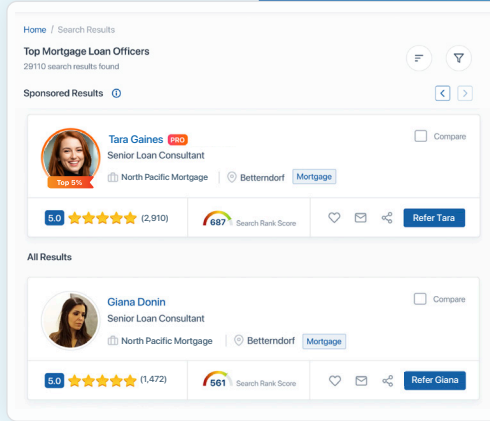 Home / Search Results
Top Mortgage Loan Officers
29110 search results found
Sponsored Results
Tara Gaines PRO
Compare
Senior Loan Consultant
North Pacific Mortgage Betterndorf Mortgage
Top 5%
5.0 (2,910) 687 Search Rank Score Refer Tara
All Results
Giana Donin
Compare
Senior Loan Consultant
North Pacific Mortgage Betterndorf Mortgage
5.0 (1,472) 561 Search Rank Score Refer Giana